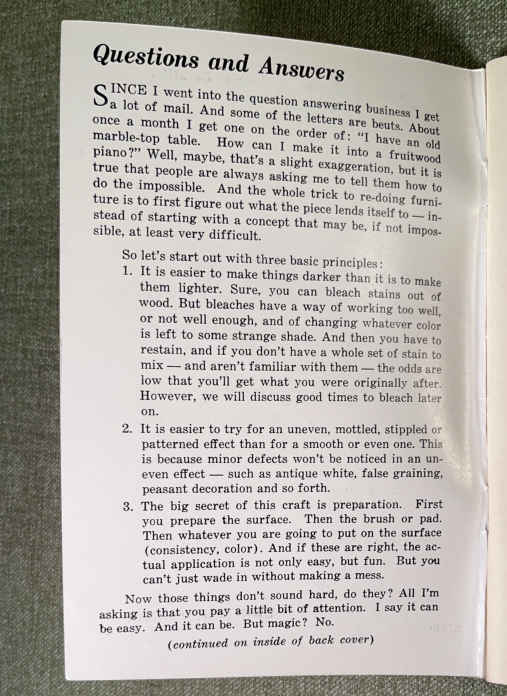 Questions and Answers
SINCE I went into the question answering business I get
a lot of mail. And some of the letters are beuts. About
once a month I get one on the order of: "I have an old
marble-top table. How can I make it into a fruitwood
piano?" Well, maybe, that's a slight exaggeration, but it is
true that people are always asking me to tell them how to
do the impossible. And the whole trick to re-doing furni-
ture is to first figure out what the piece lends itself to — in-
stead of starting with a concept that may be, if not impos-
sible, at least very difficult.
So let's start out with three basic principles:
1. It is easier to make things darker than it is to make
them lighter. Sure, you can bleach stains out of
wood. But bleaches have a way of working too well,
or not well enough, and of changing whatever color
is left to some strange shade. And then you have to
restain, and if you don't have a whole set of stain to
mix — and aren't familiar with them — the odds are
low that you'll get what you were originally after.
However, we will discuss good times to bleach later
on.
2. It is easier to try for an uneven, mottled, stippled or
patterned effect than for a smooth or even one. This
is because minor defects won't be noticed in an un-
even effect — such as antique white, false graining,
peasant decoration and so forth.
3. The big secret of this craft is preparation. First
you prepare the surface. Then the brush or pad.
Then whatever you are going to put on the surface
(consistency, color). And if these are right, the ac-
tual application is not only easy, but fun. But you
can't just wade in without making a mess.
Now those things don't sound hard, do they? All I'm
asking is that you pay a little bit of attention. I say it can
be easy. And it can be. But magic? No.
(continued on inside of back cover)